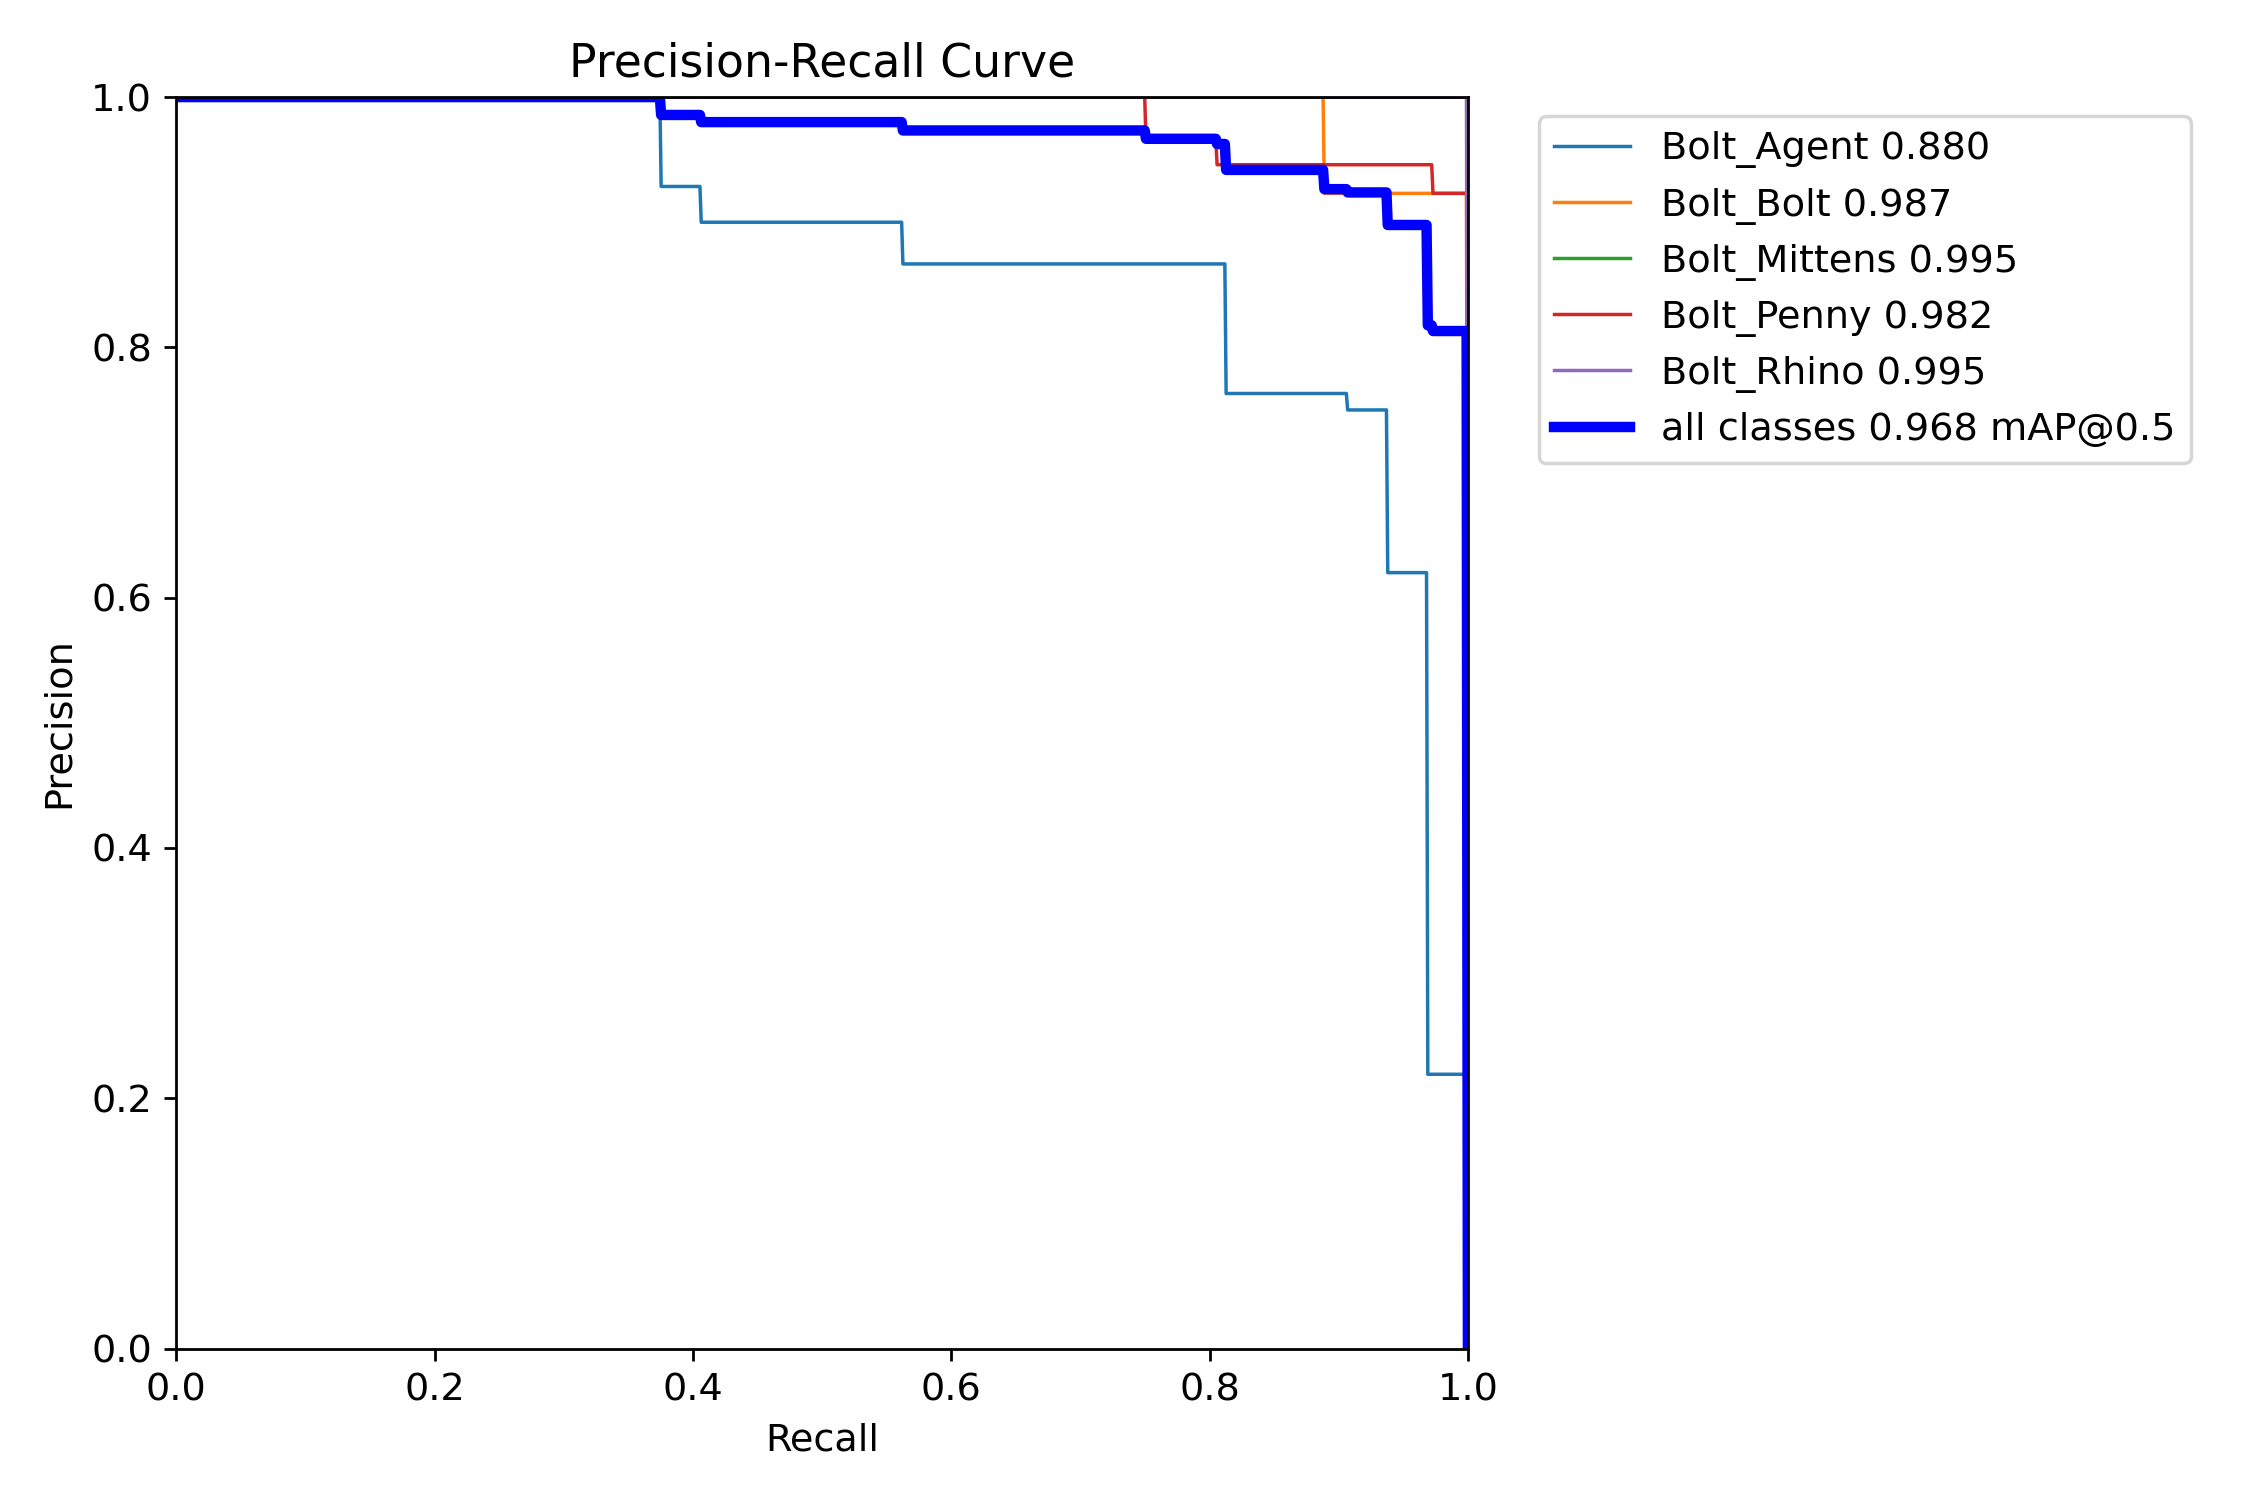 Precision-Recall Curve
1.0
0.8
0.6
0.4
0.2
0.0
Precision
0.0 0.2 0.4 0.6 0.8 1.0
Recall
Bolt_Agent 0.880
Bolt_Bolt 0.987
Bolt_Mittens 0.995
Bolt_Penny 0.982
Bolt_Rhino 0.995
all classes 0.968 mAP@0.5